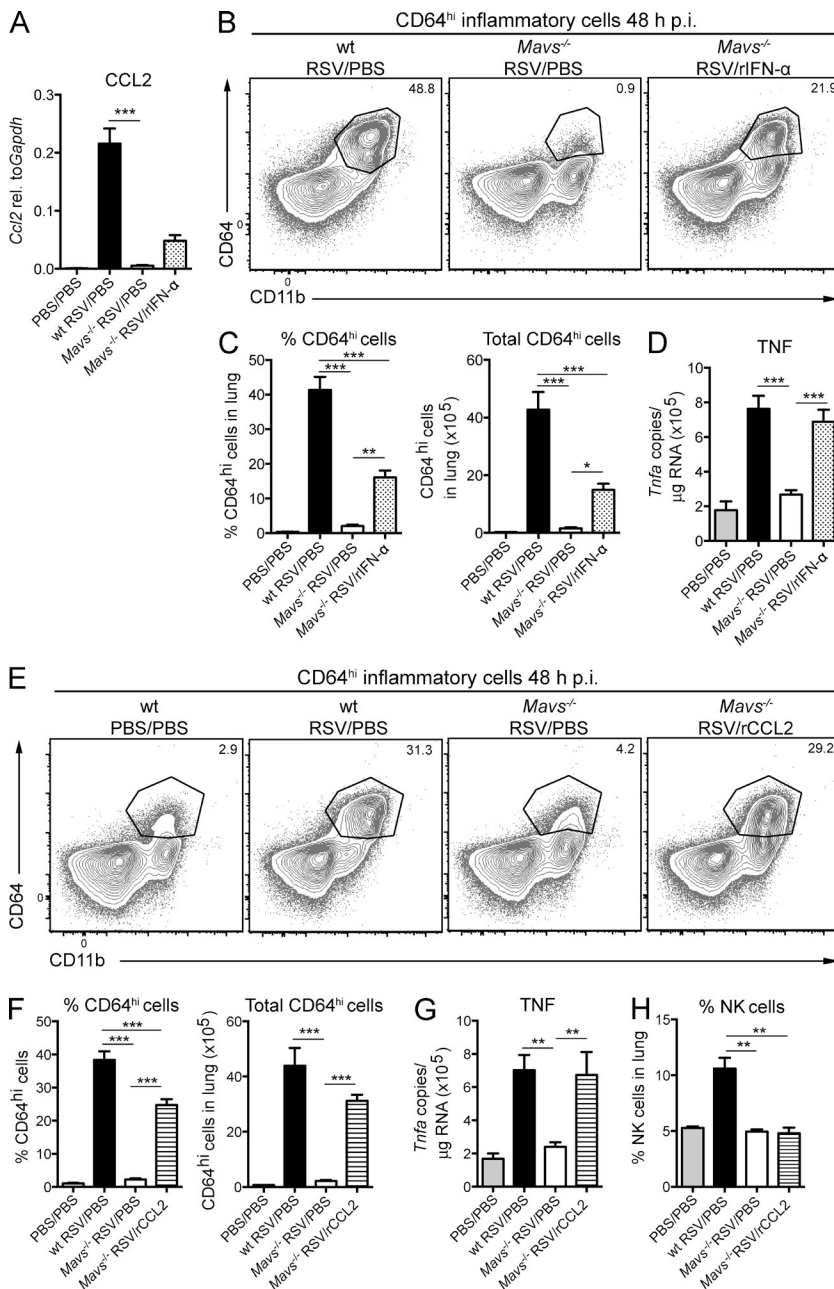 A
CCL2
***
Ccl2 rel. to Gapdh
0.3
0.2
0.1
0.0
PBS/PBS
wt RSV/PBS
Mavs-/- RSV/PBS
Mavs-/- RSV/rIFN-α
B
CD64hi inflammatory cells 48 h p.i.
wt
RSV/PBS
Mavs-/-
RSV/PBS
Mavs-/-
RSV/rIFN-α
48.8
0.9
21.9
CD64
0
0
CD11b
C
% CD64hi cells
***
***
**
% CD64hi cells in lung
50
40
30
20
10
0
PBS/PBS
wt RSV/PBS
Mavs-/- RSV/PBS
Mavs-/- RSV/rIFN-α
Total CD64hi cells
***
***
*
CD64hi cells
in lung (x10⁵)
60
40
20
0
PBS/PBS
wt RSV/PBS
Mavs-/- RSV/PBS
Mavs-/- RSV/rIFN-α
D
TNF
***
***
Tnfa copies/
µg RNA (x10⁵)
10
8
6
4
2
0
PBS/PBS
wt RSV/PBS
Mavs-/- RSV/PBS
Mavs-/- RSV/rIFN-α
E
CD64hi inflammatory cells 48 h p.i.
wt
PBS/PBS
wt
RSV/PBS
Mavs-/-
RSV/PBS
Mavs-/-
RSV/rCCL2
2.9
31.3
4.2
29.2
CD64
0
0
CD11b
F
% CD64hi cells
***
***
***
% CD64hi cells
50
40
30
20
10
0
PBS/PBS
wt RSV/PBS
Mavs-/- RSV/PBS
Mavs-/- RSV/rCCL2
Total CD64hi cells
***
***
CD64hi cells in lung (x10⁵)
60
40
20
0
PBS/PBS
wt RSV/PBS
Mavs-/- RSV/PBS
Mavs-/- RSV/rCCL2
G
TNF
**
**
Tnfa copies/
µg RNA (x10⁵)
10
8
6
4
2
0
PBS/PBS
wt RSV/PBS
Mavs-/- RSV/PBS
Mavs-/- RSV/rCCL2
H
% NK cells
**
**
% NK cells in lung
15
10
5
0
PBS/PBS
wt RSV/PBS
Mavs-/- RSV/PBS
Mavs-/- RSV/rCCL2